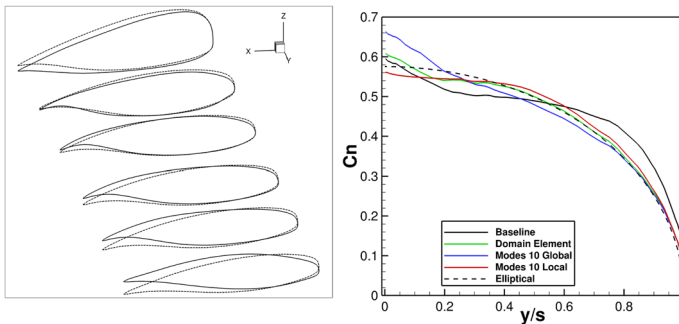 Z
X
Y
Cn
0.7
0.6
0.5
0.4
0.3
0.2
0.1
0
Baseline
Domain Element
Modes 10 Global
Modes 10 Local
Elliptical
0 0.2 0.4 0.6 0.8
y/s